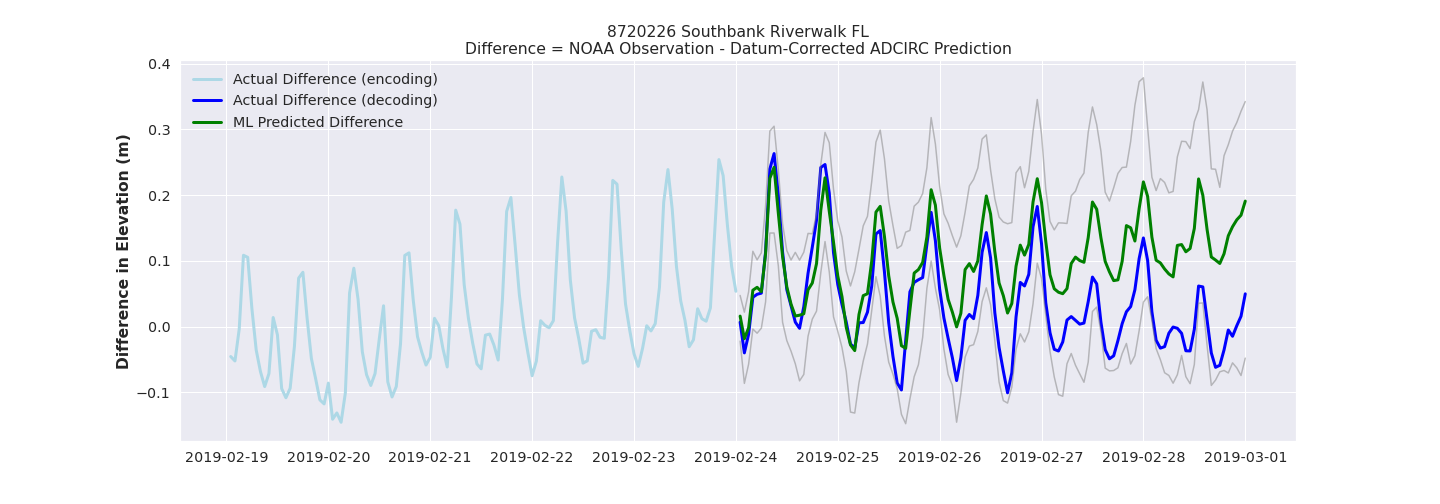 8720226 Southbank Riverwalk FL
Difference = NOAA Observation - Datum-Corrected ADCIRC Prediction
Difference in Elevation (m)
0.4
0.3
0.2
0.1
0.0
−0.1
Actual Difference (encoding)
Actual Difference (decoding)
ML Predicted Difference
2019-02-19 2019-02-20 2019-02-21 2019-02-22 2019-02-23 2019-02-24 2019-02-25 2019-02-26 2019-02-27 2019-02-28 2019-03-01